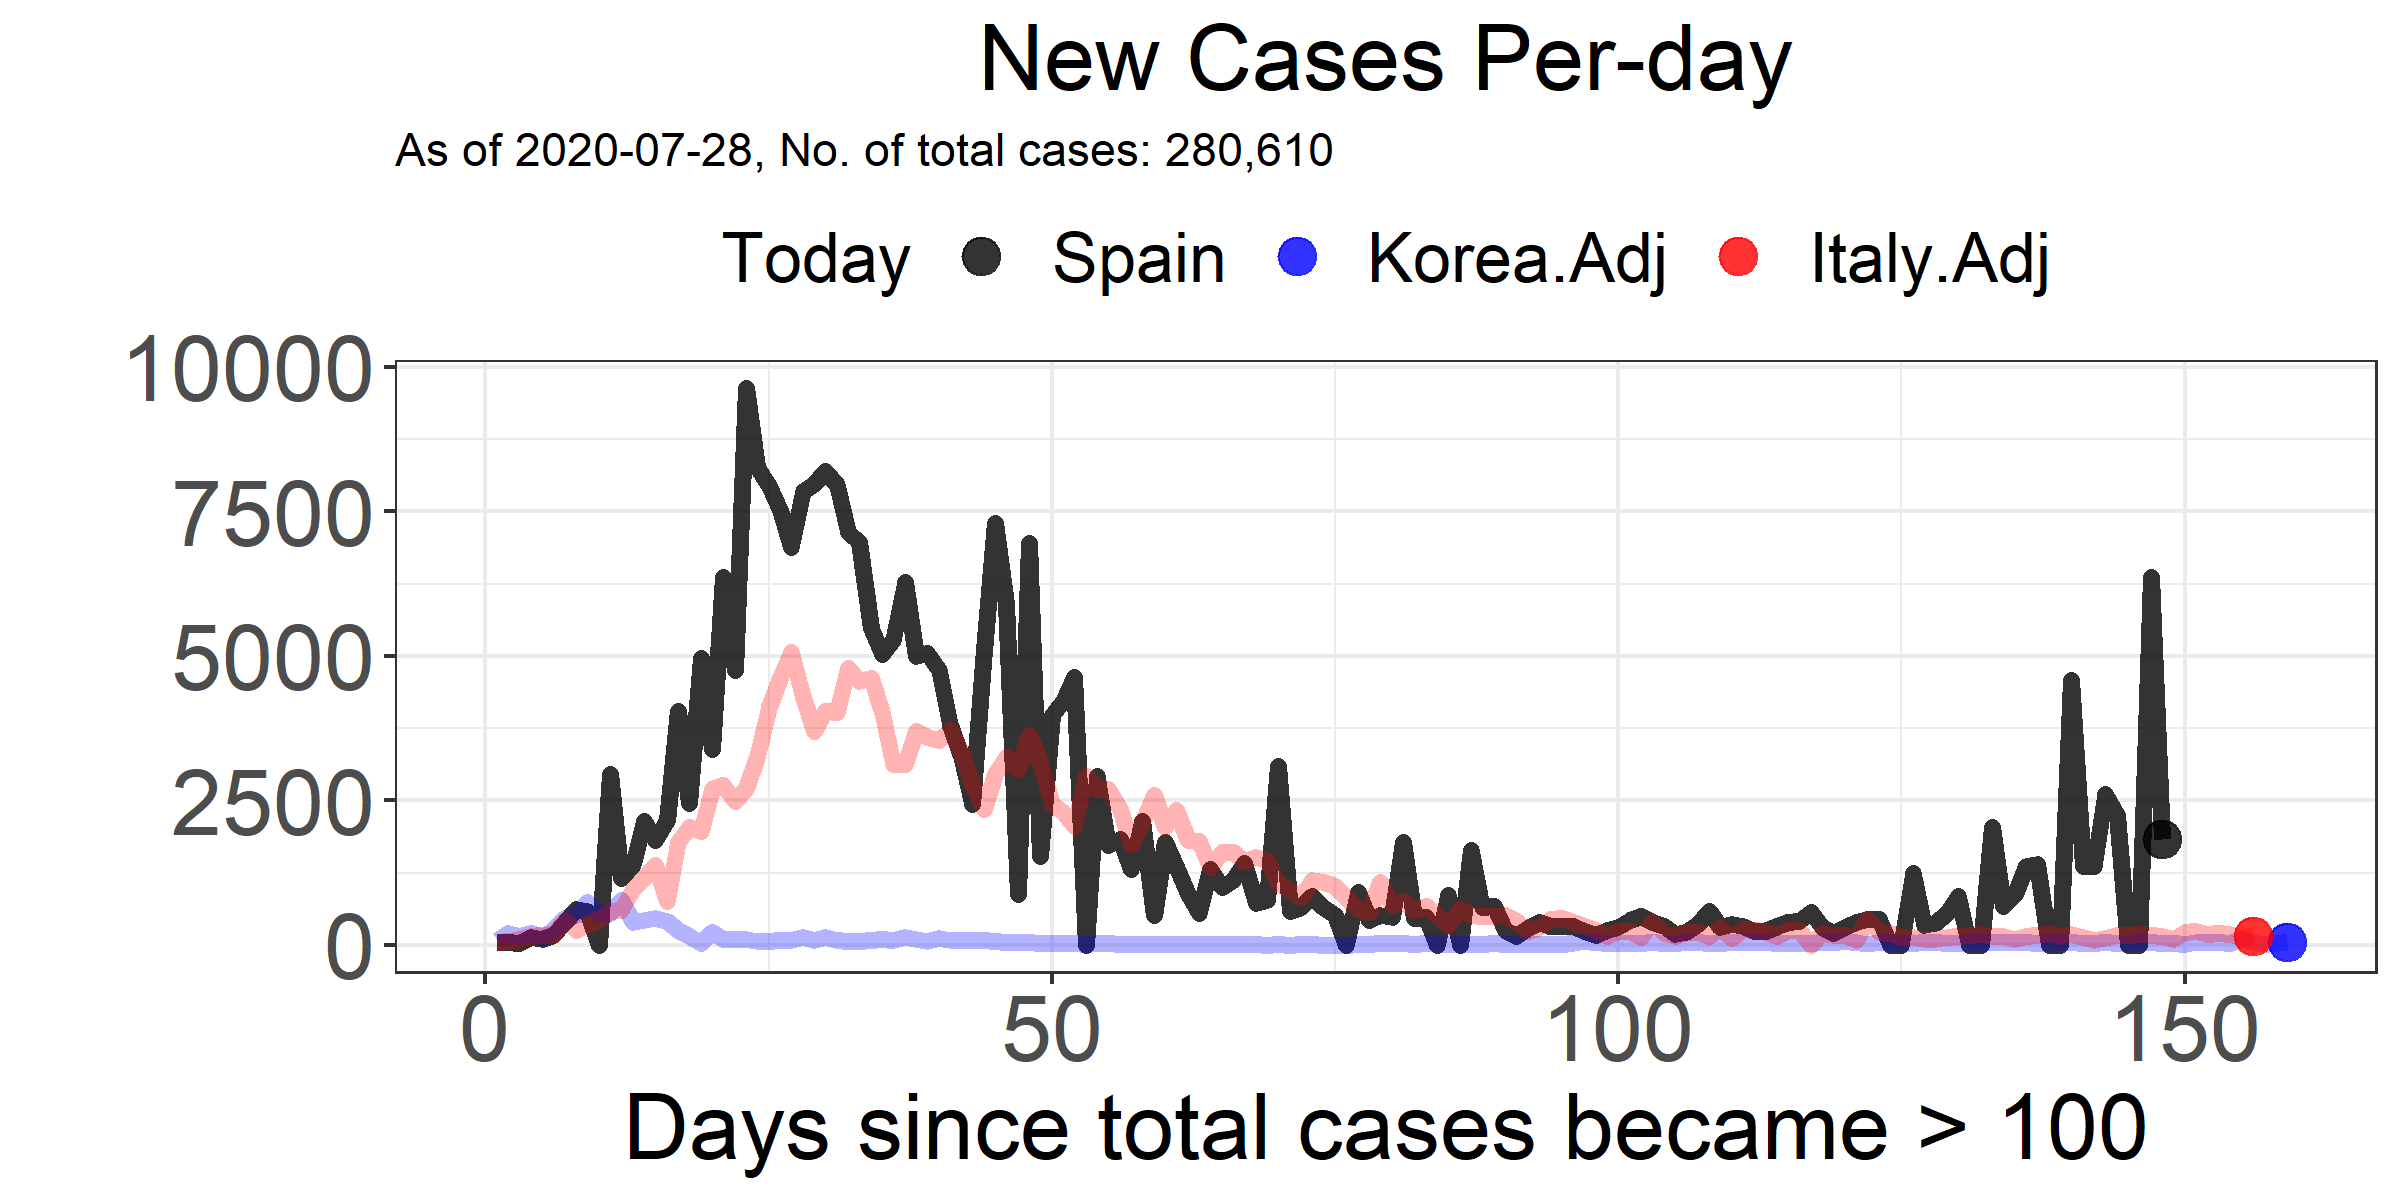 New Cases Per-day
As of 2020-07-28, No. of total cases: 280,610
Today Spain Korea.Adj Italy.Adj
10000
7500
5000
2500
0
0 50 100 150
Days since total cases became > 100